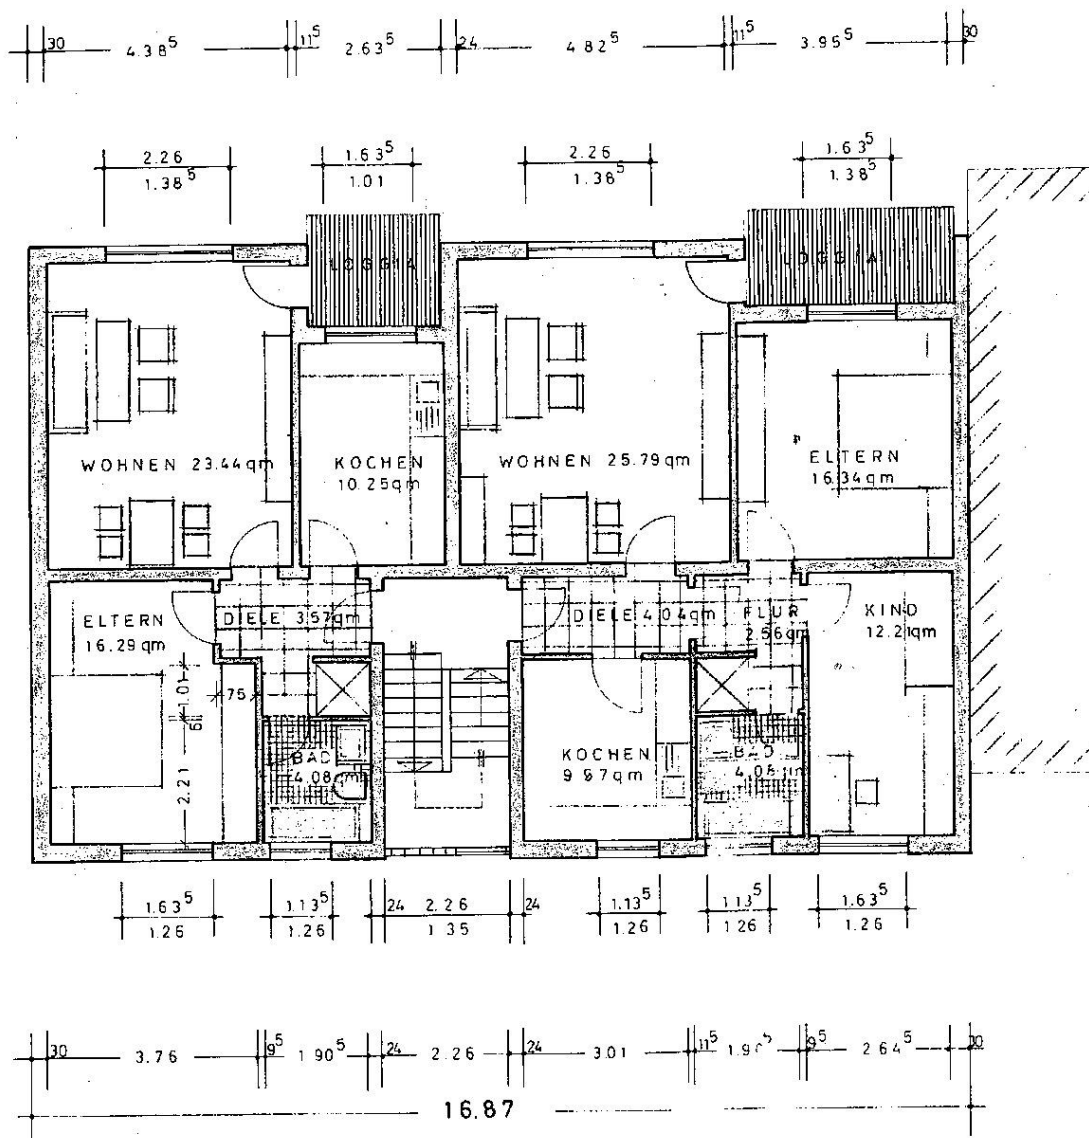 30 4.38⁵ 11⁵ 2.63⁵ 24 4.82⁵ 11⁵ 3.95⁵ 30
2.26 1.63⁵ 2.26 1.63⁵
1.38⁵ 1.01 1.38⁵ 1.38⁵
LOGGIA LOGGIA
WOHNEN 23.44qm KOCHEN WOHNEN 25.79qm ELTERN
10.25qm 16.34qm
ELTERN DIELE 3.57qm DIELE 4.04qm FLUR KIND
16.29qm 2.56qm 12.21qm
1.01 75
2.21
BAD KOCHEN BAD
4.08qm 9.87qm 4.08
1.63⁵ 1.13⁵ 24 2.26 24 1.13⁵ 1.13⁵ 1.63⁵
1.26 1.26 1.35 1.26 1.26 1.26
30 3.76 9⁵ 1.90⁵ 24 2.26 24 3.01 11⁵ 1.90⁵ 9⁵ 2.64⁵ 30
16.87